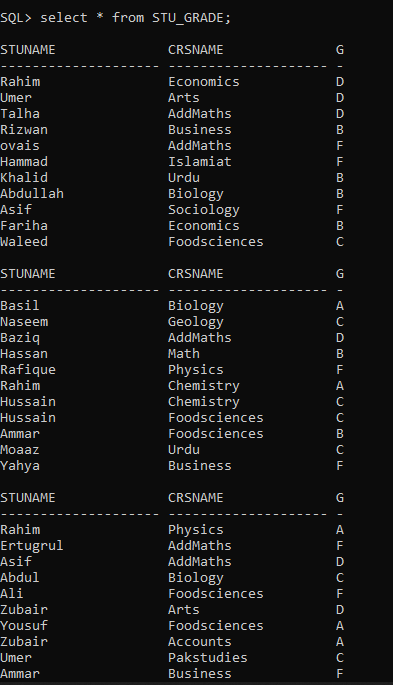 SQL> select * from STU_GRADE;
STUNAME CRSNAME G
-------------------- -------------------- -
Rahim Economics D
Umer Arts D
Talha AddMaths D
Rizwan Business B
ovais AddMaths F
Hammad Islamiat F
Khalid Urdu B
Abdullah Biology B
Asif Sociology F
Fariha Economics B
Waleed Foodsciences C
STUNAME CRSNAME G
-------------------- -------------------- -
Basil Biology A
Naseem Geology C
Baziq AddMaths D
Hassan Math B
Rafique Physics F
Rahim Chemistry A
Hussain Chemistry C
Hussain Foodsciences C
Ammar Foodsciences B
Moaaz Urdu C
Yahya Business F
STUNAME CRSNAME G
-------------------- -------------------- -
Rahim Physics A
Ertugrul AddMaths F
Asif AddMaths D
Abdul Biology C
Ali Foodsciences F
Zubair Arts D
Yousuf Foodsciences A
Zubair Accounts A
Umer Pakstudies C
Ammar Business F